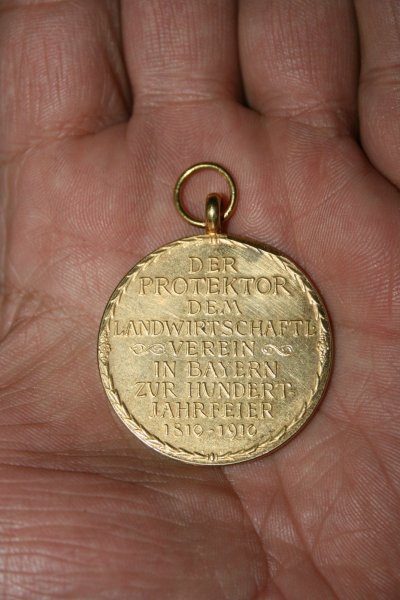 DER
PROTEKTOR
DEM
LANDWIRTSCHAFTL
VEREIN
IN BAYERN
ZUR HUNDERT-
JAHRFEIER
1810-1910